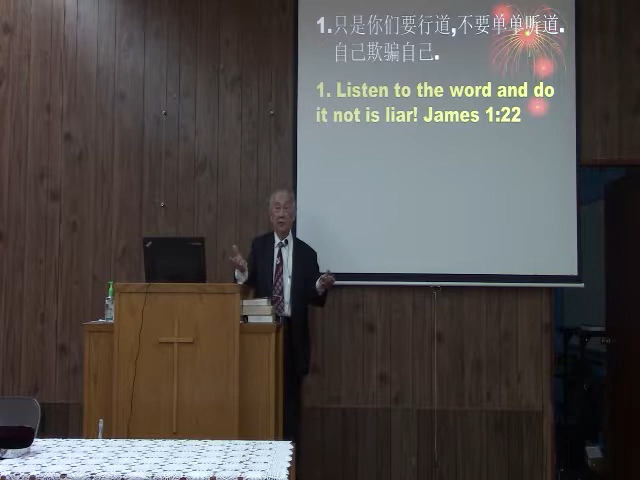 1.只是你们要行道,不要单单听道.
自己欺骗自己.
1. Listen to the word and do
it not is liar! James 1:22